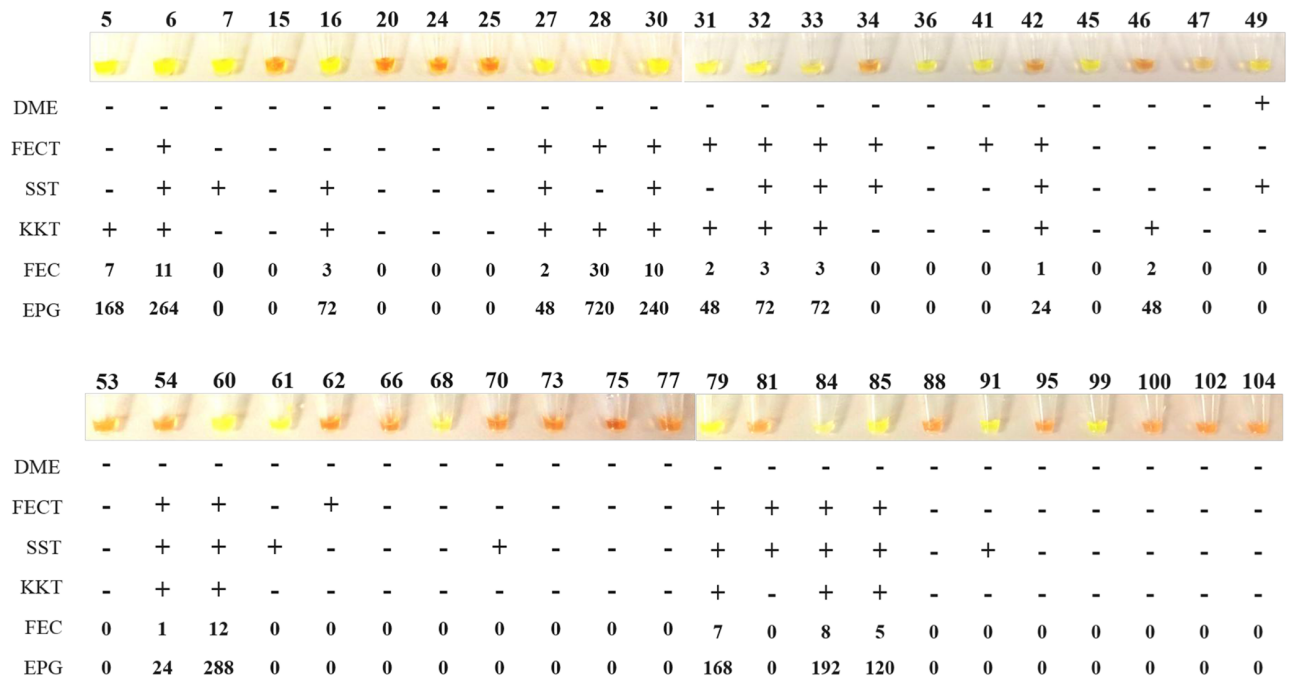 5 6 7 15 16 20 24 25 27 28 30 31 32 33 34 36 41 42 45 46 47 49
DME - - - - - - - - - - - - - - - - - - - - - +
FECT - + - - - - - - + + + + + + + - + + - - - -
SST - + + - + - - - + - + - + + + - - + - - - +
KKT + + - - + - - - + + + + + + - - - + - + - -
FEC 7 11 0 0 3 0 0 0 2 30 10 2 3 3 0 0 0 1 0 2 0 0
EPG 168 264 0 0 72 0 0 0 48 720 240 48 72 72 0 0 0 24 0 48 0 0
53 54 60 61 62 66 68 70 73 75 77 79 81 84 85 88 91 95 99 100 102 104
DME - - - - - - - - - - - - - - - - - - - - - -
FECT - + + - + - - - - - - + + + + - - - - - - -
SST - + + + - - - + - - - + + + + - + - - - - -
KKT - + + - - - - - - - - + - + + - - - - - - -
FEC 0 1 12 0 0 0 0 0 0 0 0 7 0 8 5 0 0 0 0 0 0 0
EPG 0 24 288 0 0 0 0 0 0 0 0 168 0 192 120 0 0 0 0 0 0 0